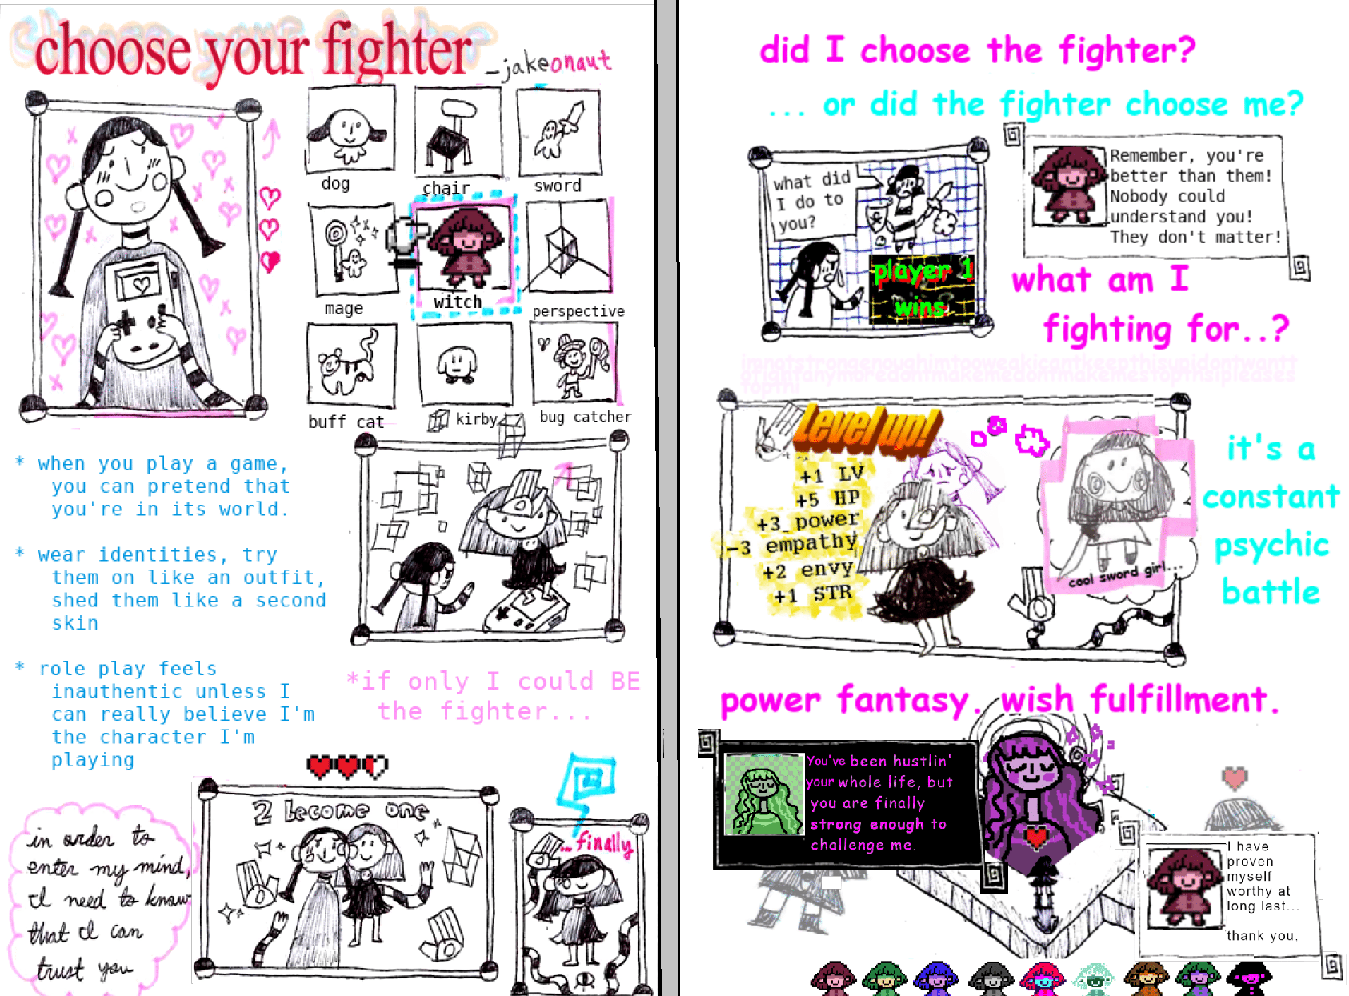 choose your fighter
_jakeonaut
dog
chair
sword
mage
witch
perspective
buff cat
kirby
bug catcher
* when you play a game,
you can pretend that
you're in its world.
* wear identities, try
them on like an outfit,
shed them like a second
skin
* role play feels
inauthentic unless I
can really believe I'm
the character I'm
playing
*if only I could BE
the fighter...
in order to
enter my mind,
I need to know
that I can
trust you
2 become one
...finally
did I choose the fighter?
... or did the fighter choose me?
what did
I do to
you?
player 1
wins
Remember, you're
better than them!
Nobody could
understand you!
They don't matter!
what am I
fighting for..?
Level up!
+1 LV
+5 HP
+3 power
-3 empathy
+2 envy
+1 STR
cool sword girl...
it's a
constant
psychic
battle
power fantasy. wish fulfillment.
You've been hustlin'
your whole life, but
you are finally
strong enough to
challenge me.
I have
proven
myself
worthy at
long last...
thank you,